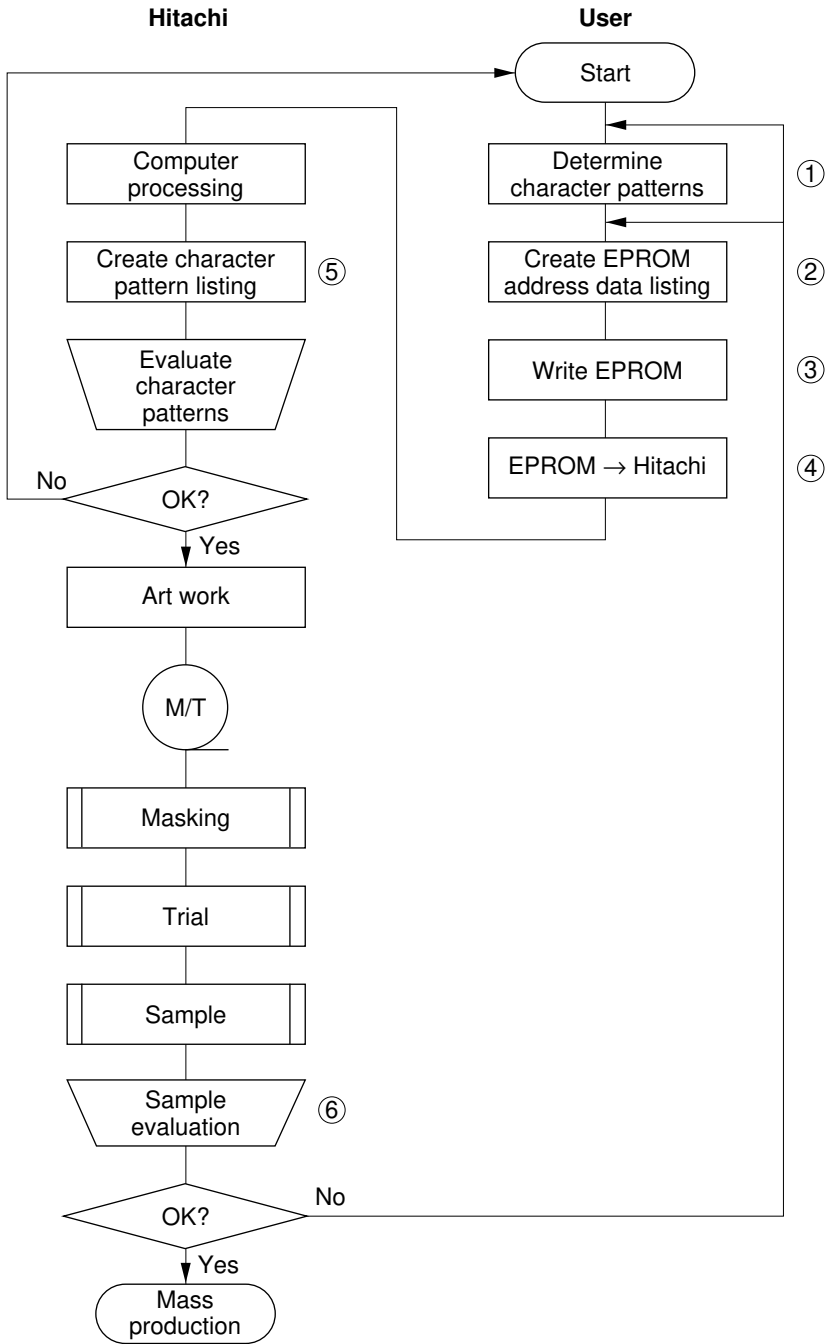 Hitachi
User
Start
Determine
character patterns
①
Create EPROM
address data listing
②
Write EPROM
③
EPROM → Hitachi
④
Computer
processing
Create character
pattern listing
⑤
Evaluate
character
patterns
No
OK?
Yes
Art work
M/T
Masking
Trial
Sample
Sample
evaluation
⑥
No
OK?
Yes
Mass
production